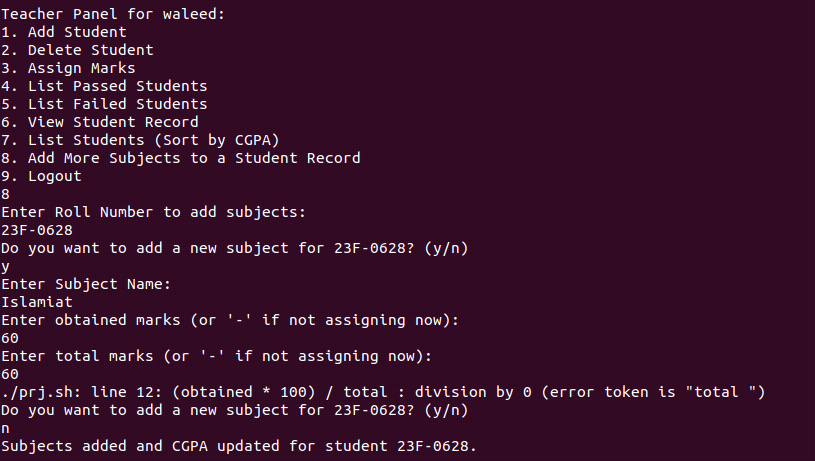 Teacher Panel for waleed:
1. Add Student
2. Delete Student
3. Assign Marks
4. List Passed Students
5. List Failed Students
6. View Student Record
7. List Students (Sort by CGPA)
8. Add More Subjects to a Student Record
9. Logout
8
Enter Roll Number to add subjects:
23F-0628
Do you want to add a new subject for 23F-0628? (y/n)
y
Enter Subject Name:
Islamiat
Enter obtained marks (or '-' if not assigning now):
60
Enter total marks (or '-' if not assigning now):
60
./prj.sh: line 12: (obtained * 100) / total : division by 0 (error token is "total ")
Do you want to add a new subject for 23F-0628? (y/n)
n
Subjects added and CGPA updated for student 23F-0628.